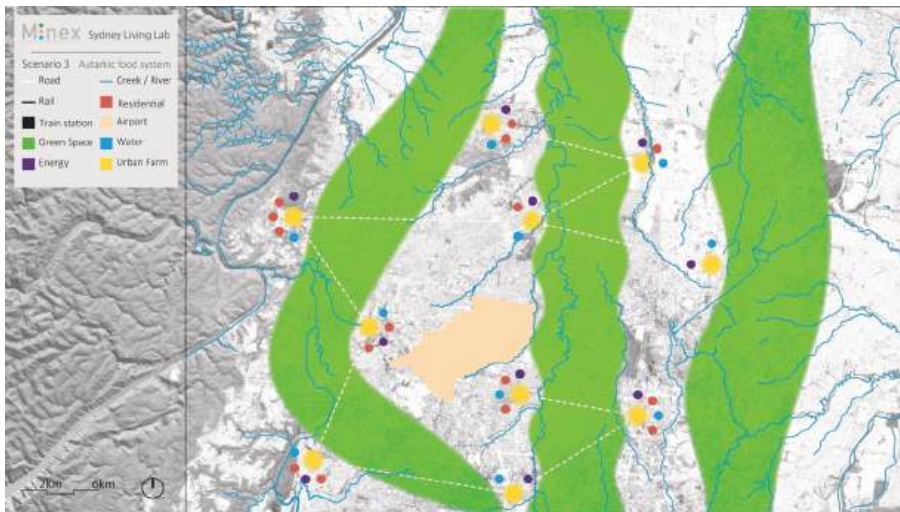 Minex Sydney Living Lab
Scenario 3 Autarkic food system
Road
Creek / River
Rail
Residential
Train station
Airport
Green Space
Water
Energy
Urban Farm
2km 6km